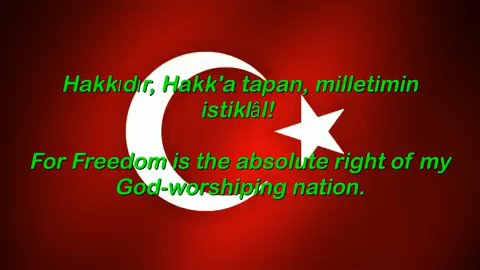 Hakkıdır, Hakk'a tapan, milletimin
istiklâl!
For Freedom is the absolute right of my
God-worshiping nation.